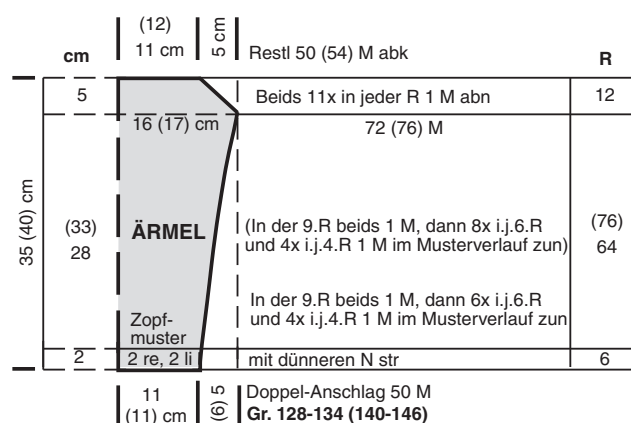 (12)
11 cm
5 cm
Restl 50 (54) M abk
cm
R
5
Beids 11x in jeder R 1 M abn
12
16 (17) cm
72 (76) M
35 (40) cm
(33)
28
ÄRMEL
(In der 9.R beids 1 M, dann 8x i.j.6.R
und 4x i.j.4.R 1 M im Musterverlauf zun)
(76)
64
In der 9.R beids 1 M, dann 6x i.j.6.R
und 4x i.j.4.R 1 M im Musterverlauf zun
Zopf-
muster
2
2 re, 2 li
mit dünneren N str
6
11
(11) cm
(6) 5
Doppel-Anschlag 50 M
Gr. 128-134 (140-146)